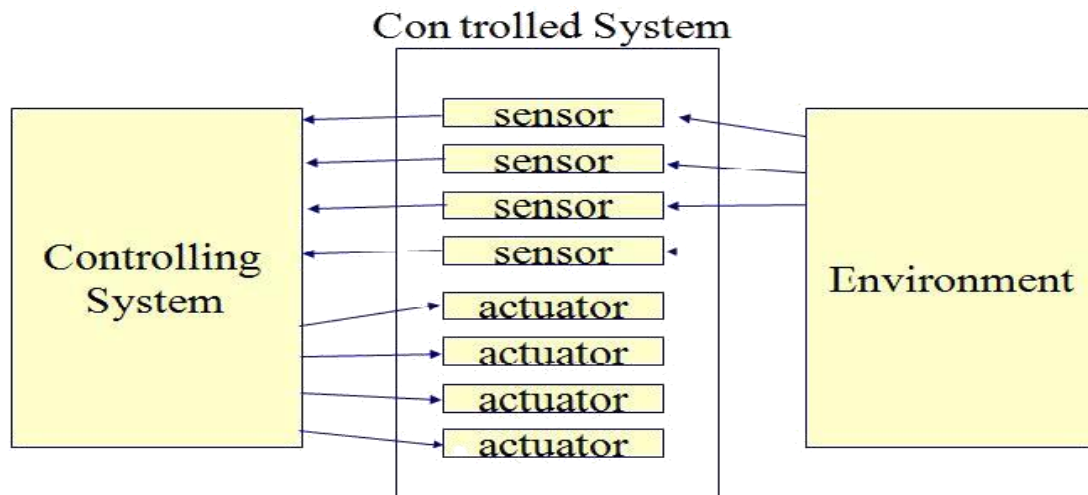 Con trolled System
sensor
sensor
sensor
sensor
actuator
actuator
actuator
actuator
Controlling
System
Environment